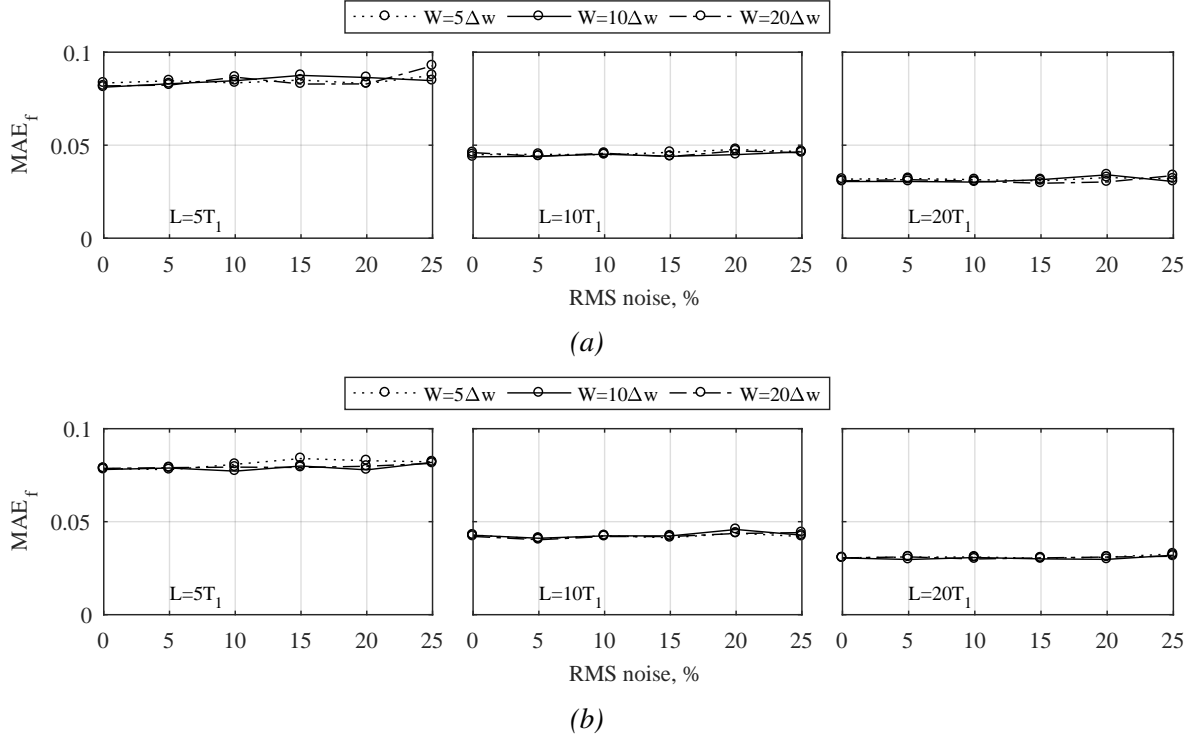 W=5Δw W=10Δw W=20Δw
0.1
0.05
0
MAE_f
L=5T_1 L=10T_1 L=20T_1
0 5 10 15 20 25 0 5 10 15 20 25 0 5 10 15 20 25
RMS noise, %
(a)
W=5Δw W=10Δw W=20Δw
0.1
0.05
0
MAE_f
L=5T_1 L=10T_1 L=20T_1
0 5 10 15 20 25 0 5 10 15 20 25 0 5 10 15 20 25
RMS noise, %
(b)